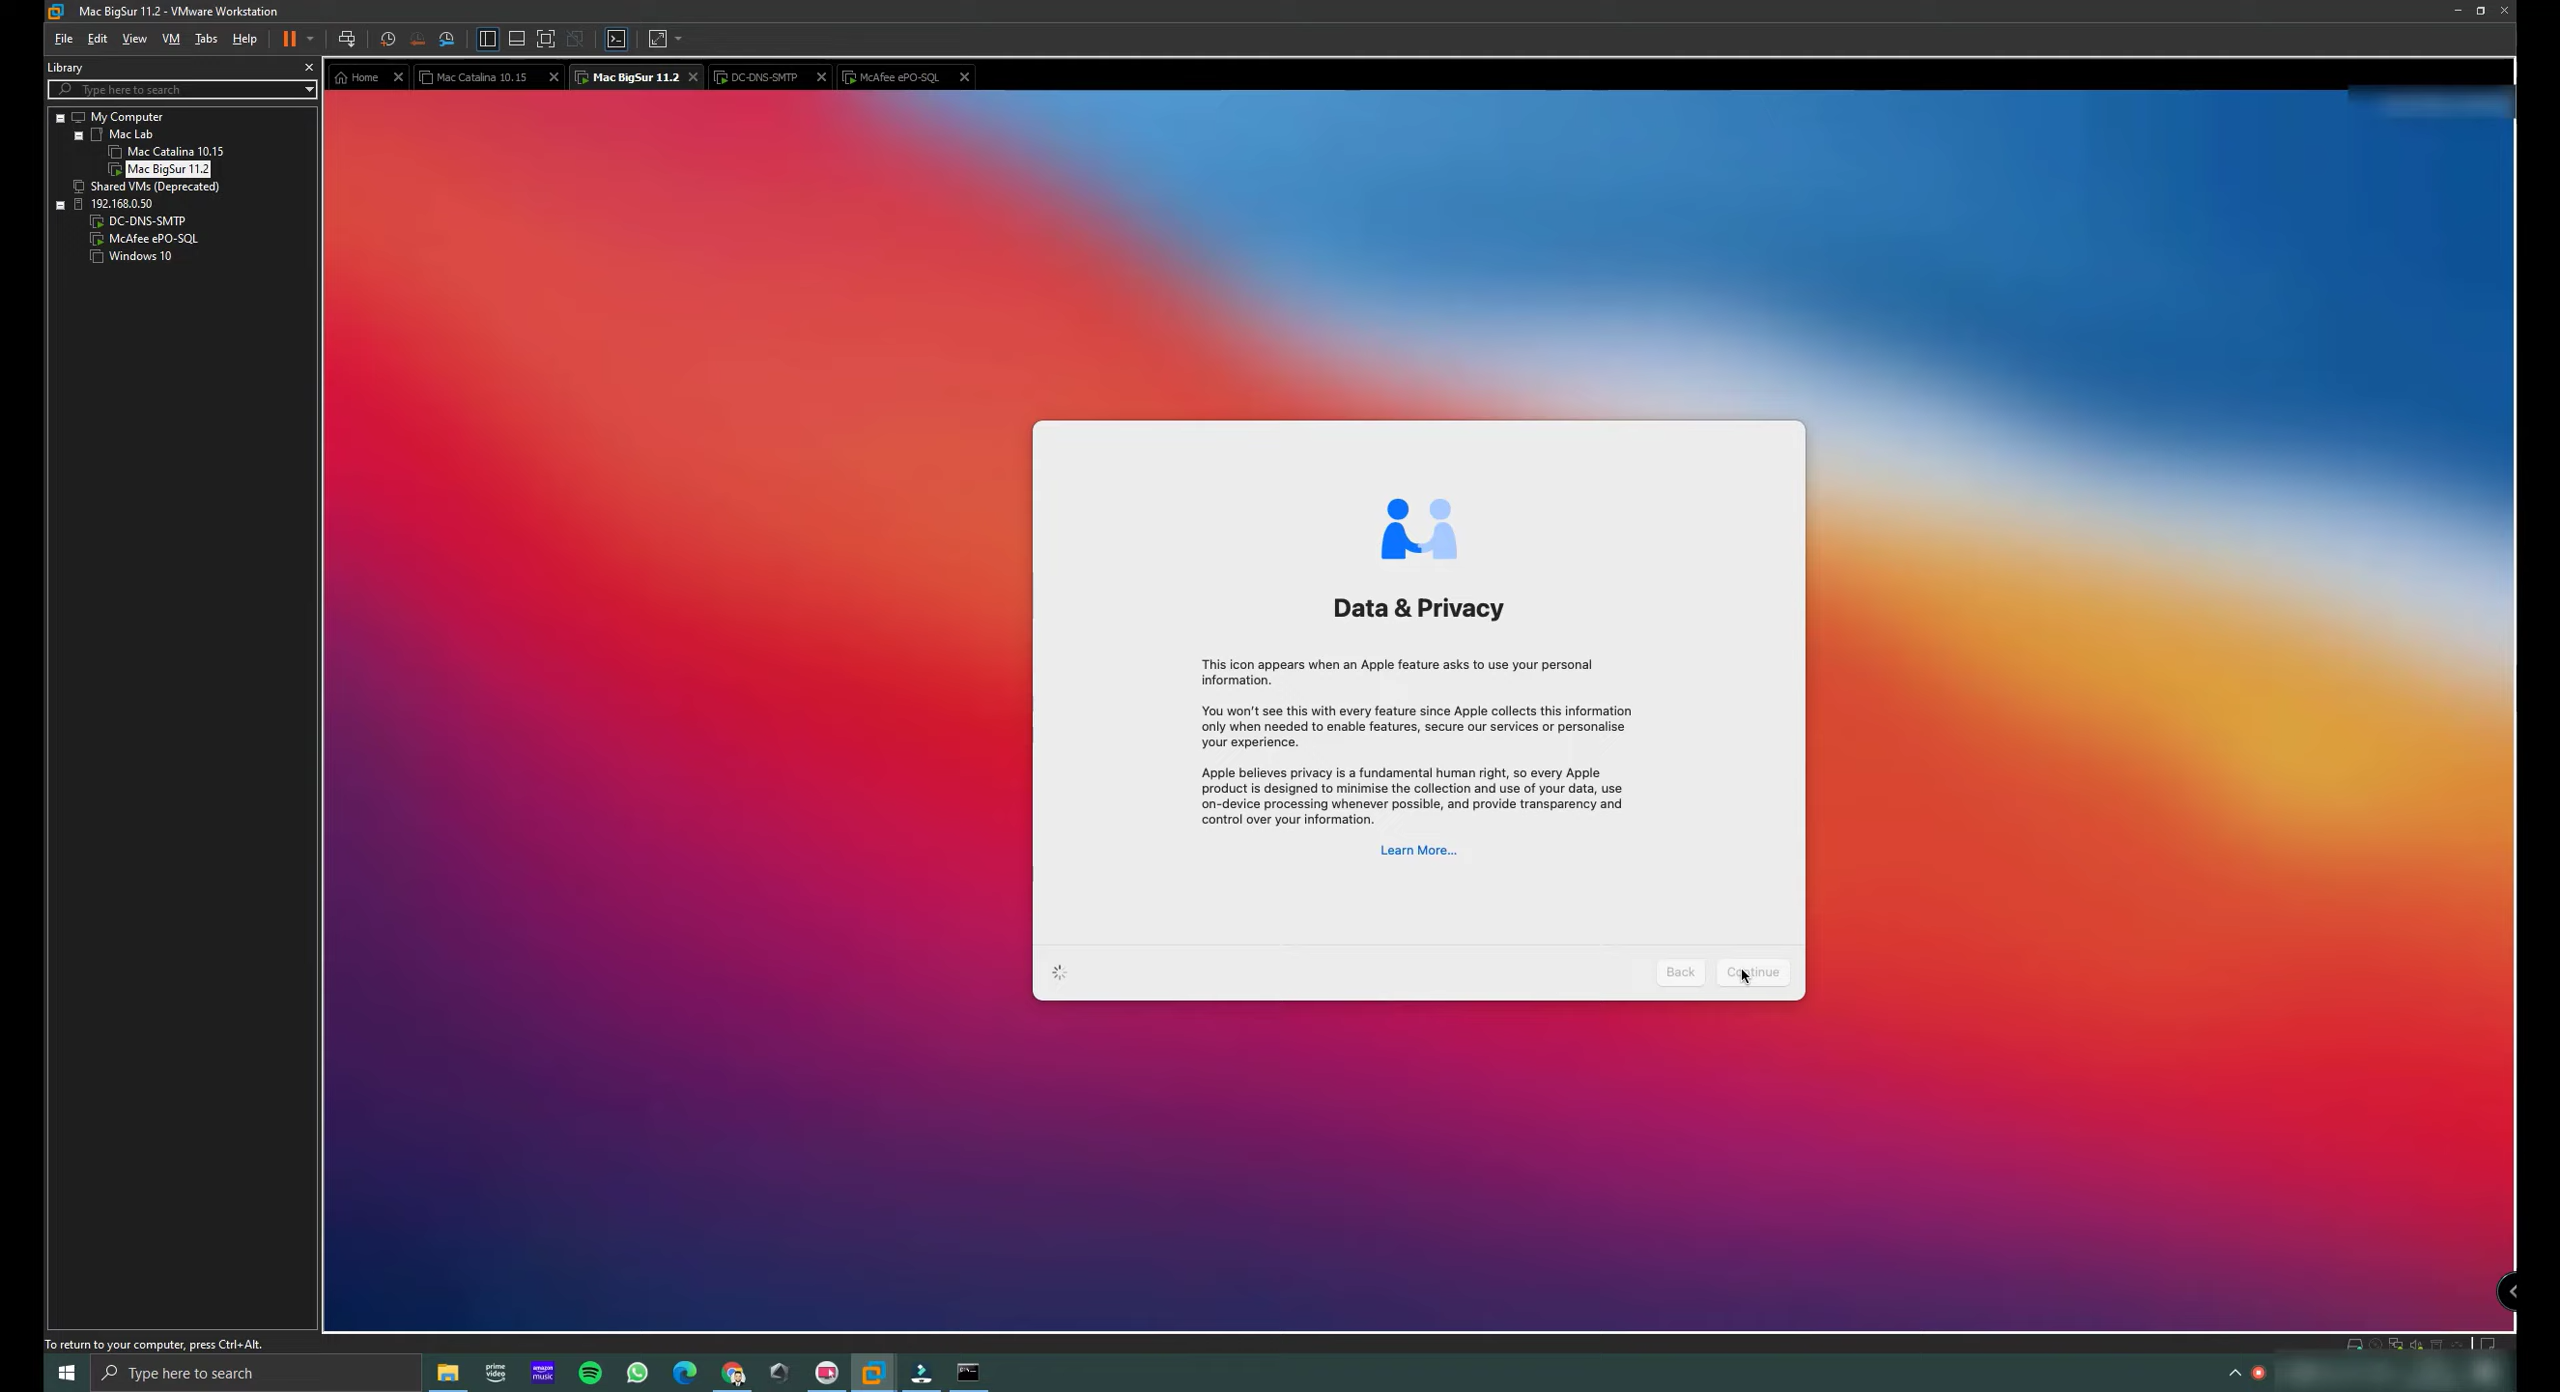 Mac BigSur 11.2 - VMware Workstation
File Edit View VM Tabs Help
Library
Type here to search
Home
Mac Catalina 10.15
Mac BigSur 11.2
DC-DNS-SMTP
McAfee ePO-SQL
My Computer
Mac Lab
Mac Catalina 10.15
Mac BigSur 11.2
Shared VMs (Deprecated)
192.168.0.50
DC-DNS-SMTP
McAfee ePO-SQL
Windows 10
Data & Privacy
This icon appears when an Apple feature asks to use your personal
information.
You won't see this with every feature since Apple collects this information
only when needed to enable features, secure our services or personalise
your experience.
Apple believes privacy is a fundamental human right, so every Apple
product is designed to minimise the collection and use of your data, use
on-device processing whenever possible, and provide transparency and
control over your information.
Learn More...
Back
Continue
To return to your computer, press Ctrl+Alt.
Type here to search
prime
video
amazon
music